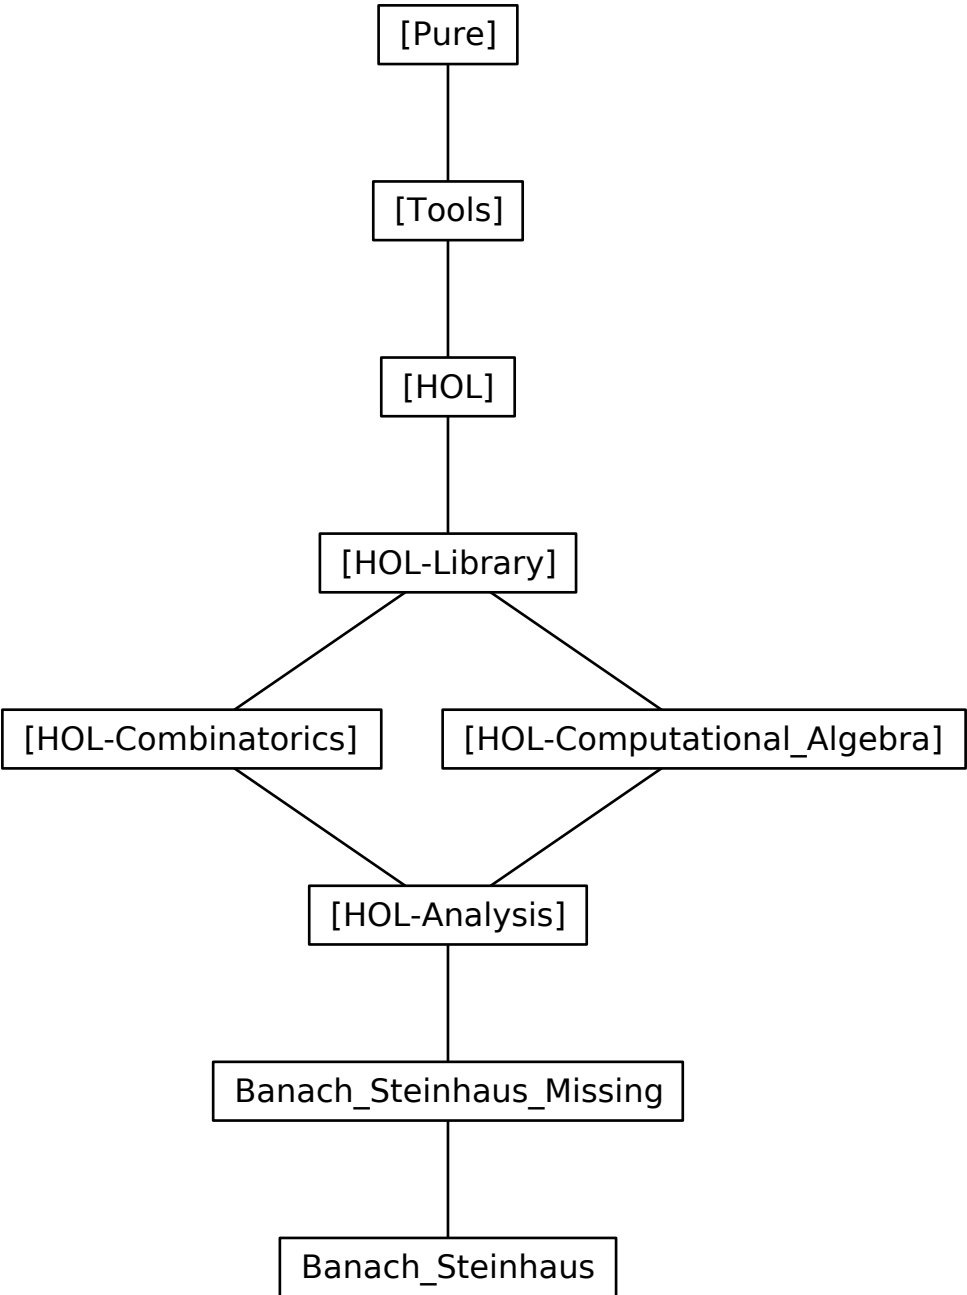 [Pure]
[Tools]
[HOL]
[HOL-Library]
[HOL-Combinatorics] [HOL-Computational_Algebra]
[HOL-Analysis]
Banach_Steinhaus_Missing
Banach_Steinhaus